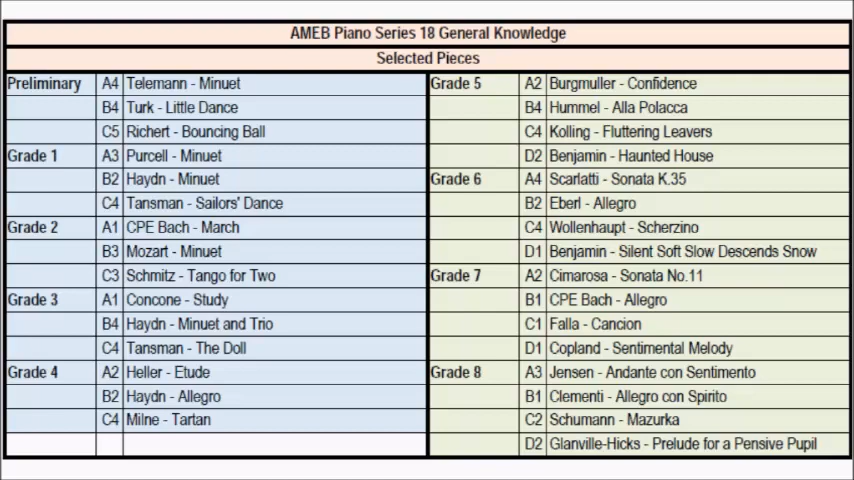 AMEB Piano Series 18 General Knowledge
Selected Pieces
Preliminary A4 Telemann - Minuet
B4 Turk - Little Dance
C5 Richert - Bouncing Ball
Grade 1 A3 Purcell - Minuet
B2 Haydn - Minuet
C4 Tansman - Sailors' Dance
Grade 2 A1 CPE Bach - March
B3 Mozart - Minuet
C3 Schmitz - Tango for Two
Grade 3 A1 Concone - Study
B4 Haydn - Minuet and Trio
C4 Tansman - The Doll
Grade 4 A2 Heller - Etude
B2 Haydn - Allegro
C4 Milne - Tartan
Grade 5 A2 Burgmuller - Confidence
B4 Hummel - Alla Polacca
C4 Kolling - Fluttering Leavers
D2 Benjamin - Haunted House
Grade 6 A4 Scarlatti - Sonata K.35
B2 Eberl - Allegro
C4 Wollenhaupt - Scherzino
D1 Benjamin - Silent Soft Slow Descends Snow
Grade 7 A2 Cimarosa - Sonata No.11
B1 CPE Bach - Allegro
C1 Falla - Cancion
D1 Copland - Sentimental Melody
Grade 8 A3 Jensen - Andante con Sentimento
B1 Clementi - Allegro con Spirito
C2 Schumann - Mazurka
D2 Glanville-Hicks - Prelude for a Pensive Pupil